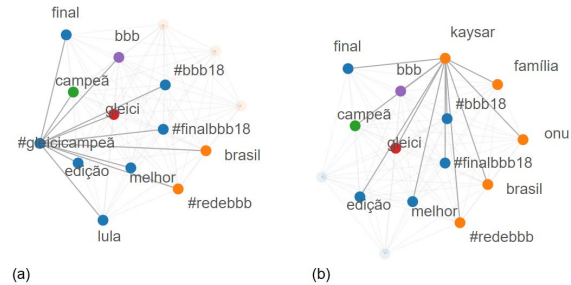 final
bbb
campeã
#bbb18
gleici
#gleicicampeã
#finalbbb18
edição
melhor
brasil
#redebbb
lula
(a)
kaysar
final
bbb
família
campeã
#bbb18
gleici
onu
#finalbbb18
edição
melhor
brasil
#redebbb
(b)